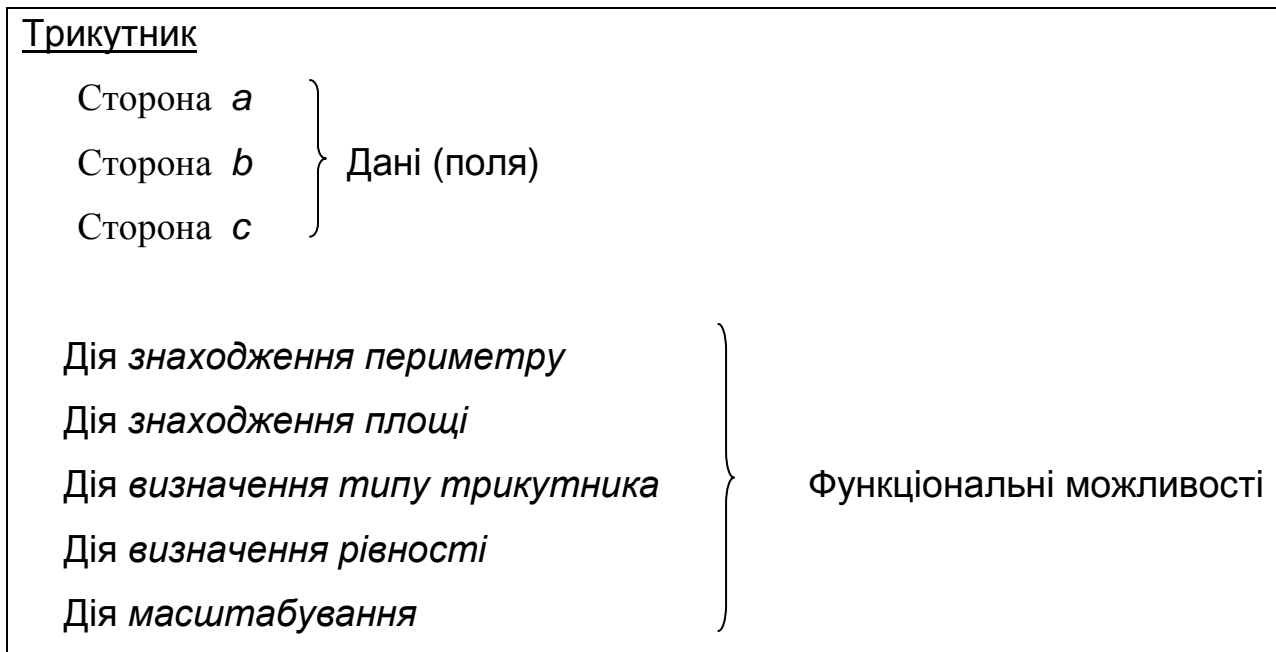 Трикутник
Сторона a
Сторона b
Дані (поля)
Сторона c
Дія знаходження периметру
Дія знаходження площі
Дія визначення типу трикутника
Функціональні можливості
Дія визначення рівності
Дія масштабування